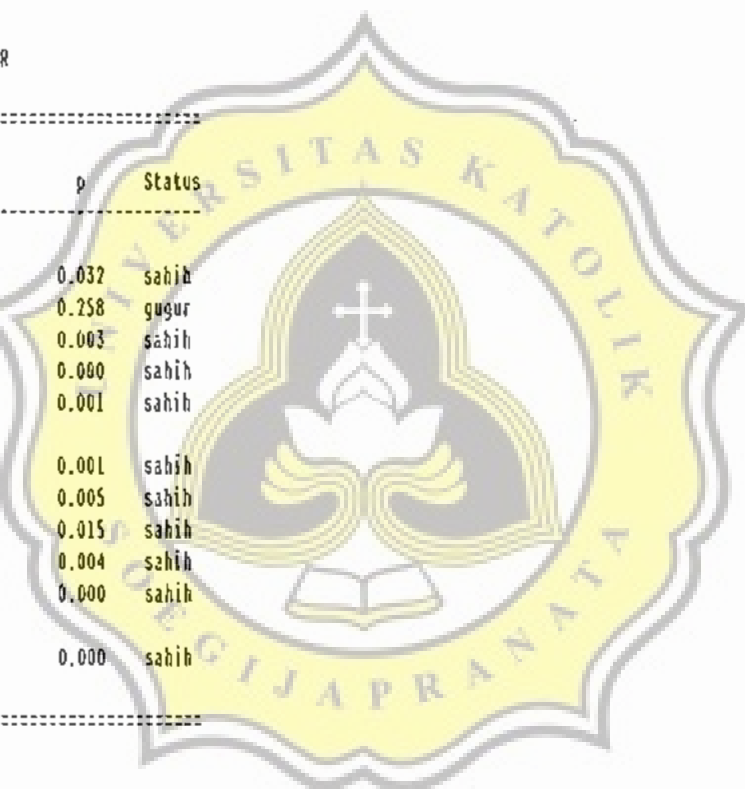 R
p Status
0.032 sahih
0.258 gugur
0.003 sahih
0.000 sahih
0.001 sahih
0.001 sahih
0.005 sahih
0.015 sahih
0.004 sahih
0.000 sahih
0.000 sahih
UNIVERSITAS KATOLIK
SOEGIJAPRANATA